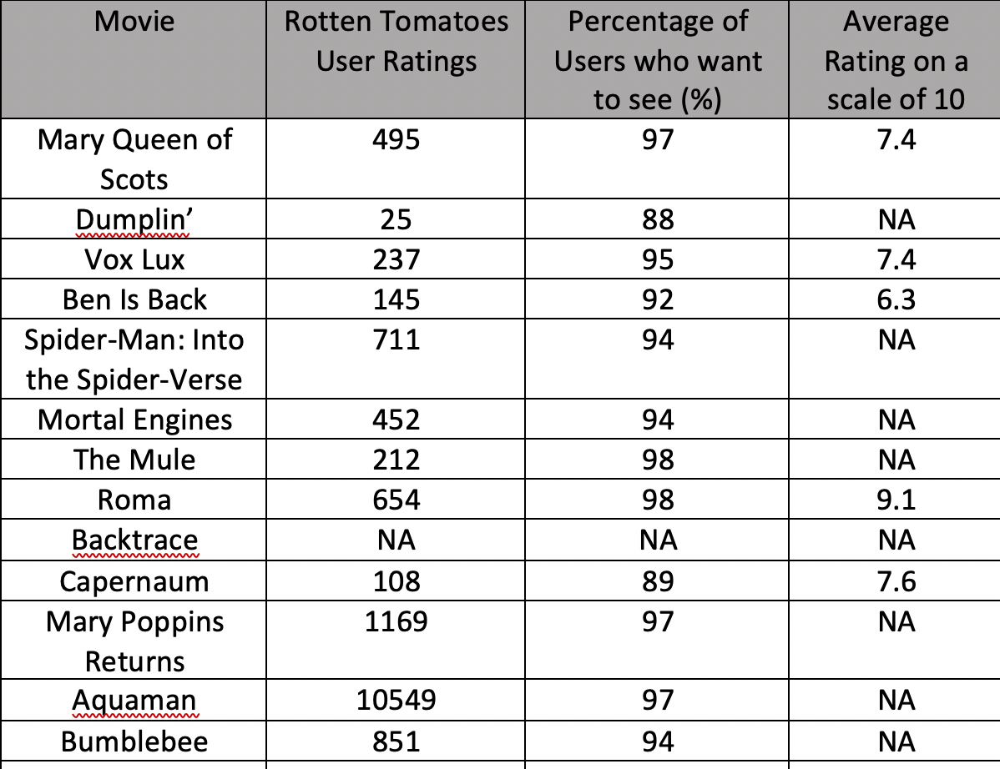 Movie Rotten Tomatoes User Ratings Percentage of Users who want to see (%) Average Rating on a scale of 10
Mary Queen of Scots 495 97 7.4
Dumplin’ 25 88 NA
Vox Lux 237 95 7.4
Ben Is Back 145 92 6.3
Spider-Man: Into the Spider-Verse 711 94 NA
Mortal Engines 452 94 NA
The Mule 212 98 NA
Roma 654 98 9.1
Backtrace NA NA NA
Capernaum 108 89 7.6
Mary Poppins Returns 1169 97 NA
Aquaman 10549 97 NA
Bumblebee 851 94 NA